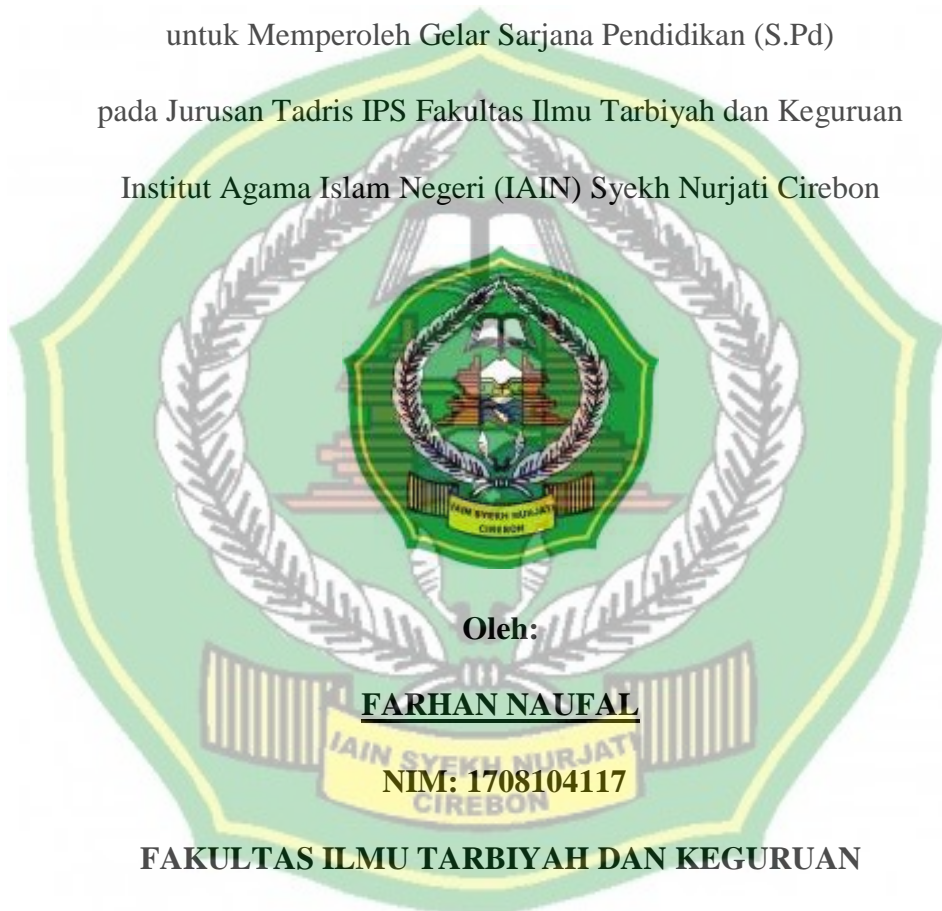 untuk Memperoleh Gelar Sarjana Pendidikan (S.Pd)
pada Jurusan Tadris IPS Fakultas Ilmu Tarbiyah dan Keguruan
Institut Agama Islam Negeri (IAIN) Syekh Nurjati Cirebon
IAIN SYEKH NURJATI
CIREBON
Oleh:
FARHAN NAUFAL
IAIN SYEKH NURJATI
NIM: 1708104117
CIREBON
FAKULTAS ILMU TARBIYAH DAN KEGURUAN